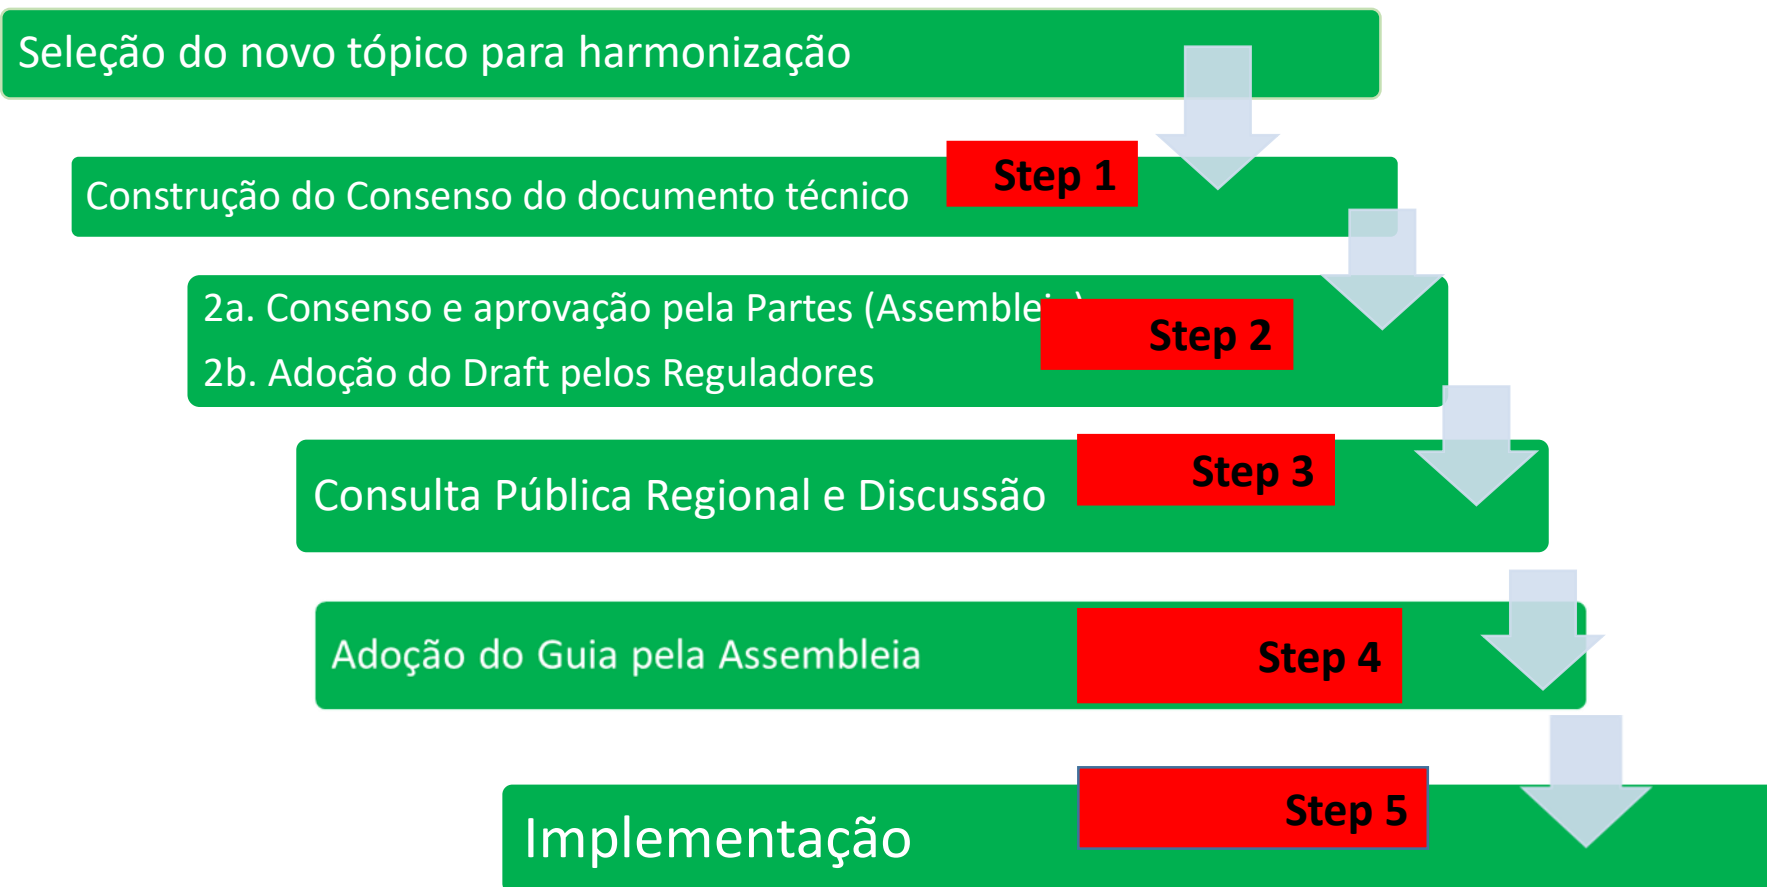 Seleção do novo tópico para harmonização
Step 1
Construção do Consenso do documento técnico
2a. Consenso e aprovação pela Partes (Assembleia)
Step 2
2b. Adoção do Draft pelos Reguladores
Step 3
Consulta Pública Regional e Discussão
Adoção do Guia pela Assembleia
Step 4
Step 5
Implementação